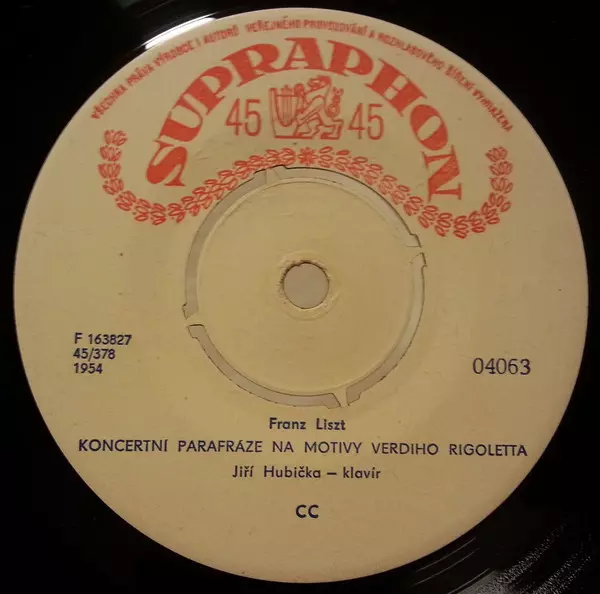 VŠECHNA PRÁVA VÝROBCE I AUTORŮ VEŘEJNÉHO PROVOZOVÁNÍ A ROZHLASOVÉHO ŠÍŘENÍ VYHRAZENA
SUPRAPHON
45 45
F 163827
45/378
1954
04063
Franz Liszt
KONCERTNÍ PARAFRÁZE NA MOTIVY VERDIHO RIGOLETTA
Jiří Hubička – klavír
CC